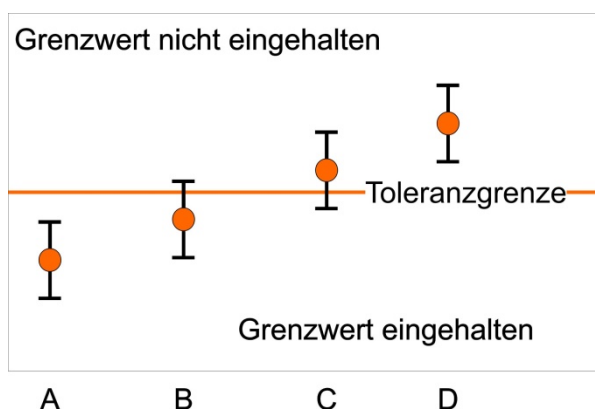 Grenzwert nicht eingehalten
Toleranzgrenze
Grenzwert eingehalten
A B C D